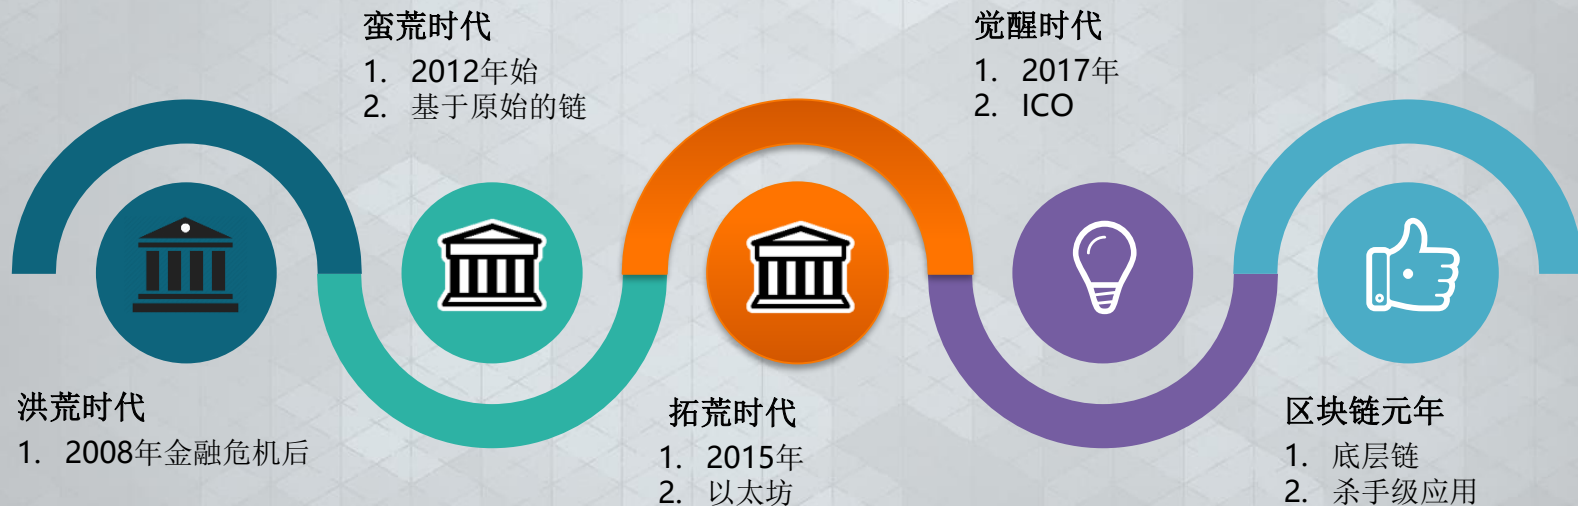 洪荒时代
1. 2008年金融危机后
蛮荒时代
1. 2012年始
2. 基于原始的链
拓荒时代
1. 2015年
2. 以太坊
觉醒时代
1. 2017年
2. ICO
区块链元年
1. 底层链
2. 杀手级应用